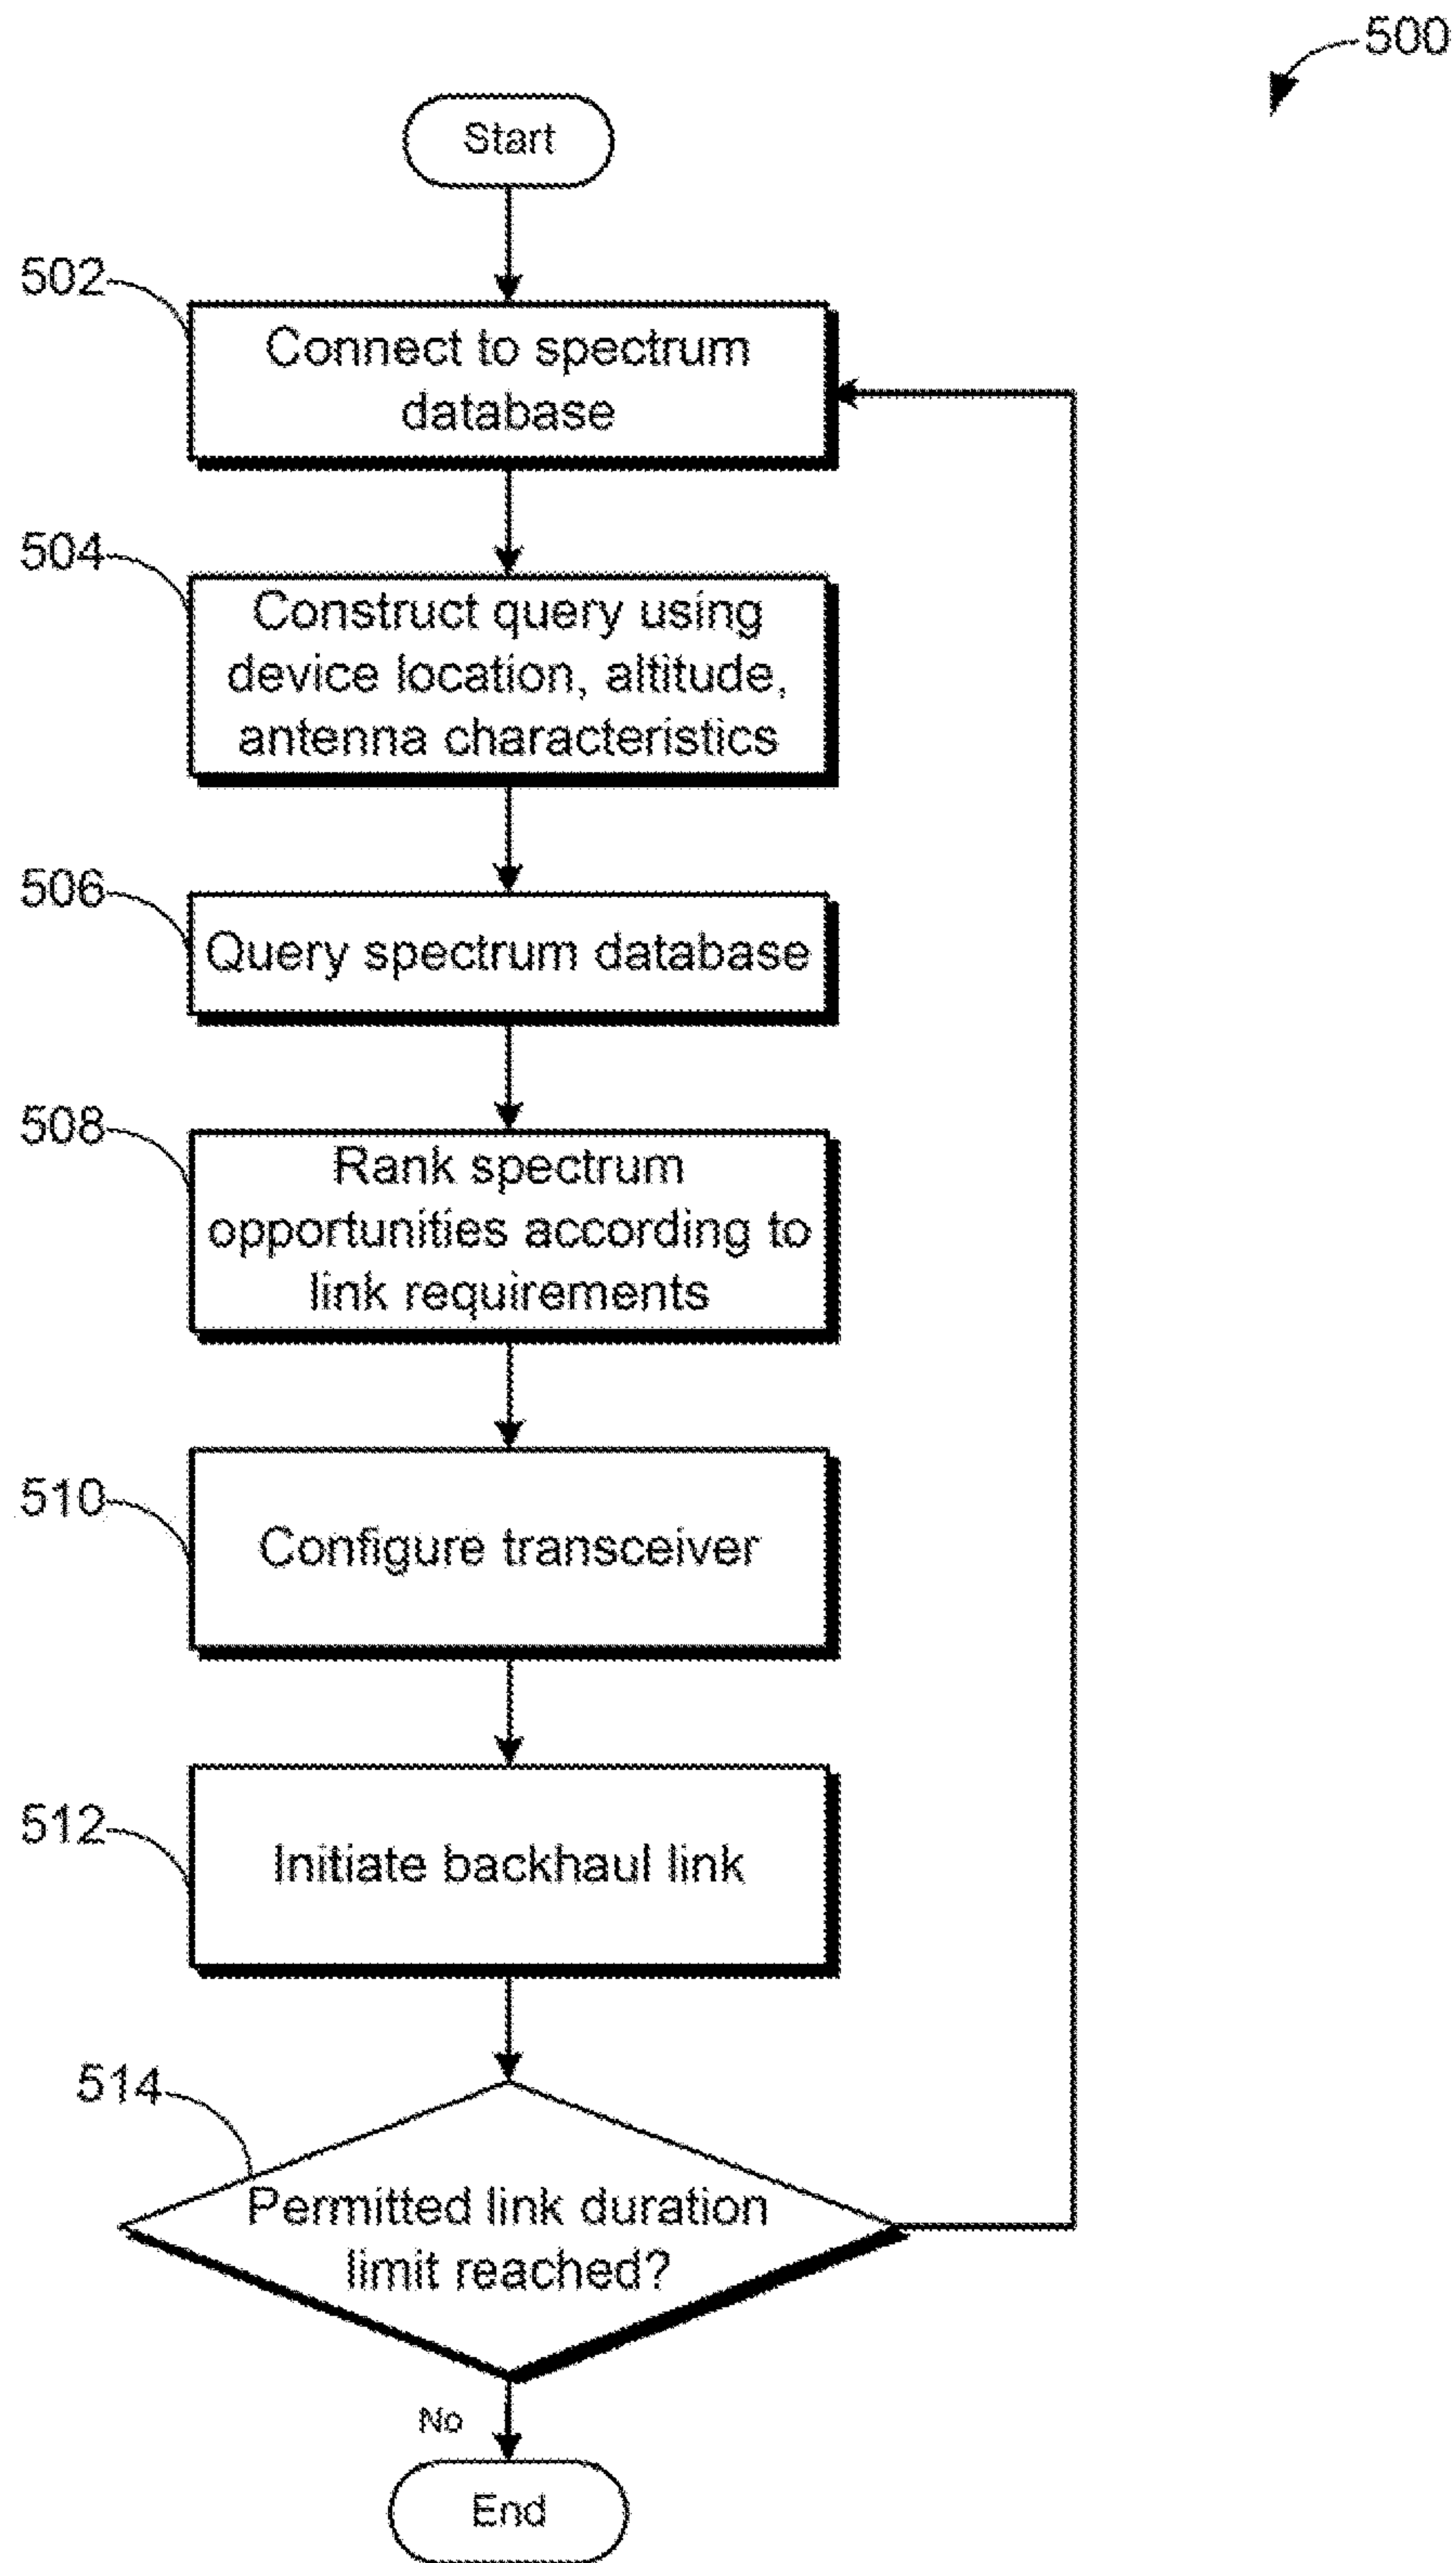 500
Start
502
Connect to spectrum
database
504
Construct query using
device location, altitude,
antenna characteristics
506
Query spectrum database
508
Rank spectrum
opportunities according to
link requirements
510
Configure transceiver
512
Initiate backhaul link
514
Permitted link duration
limit reached?
No
End